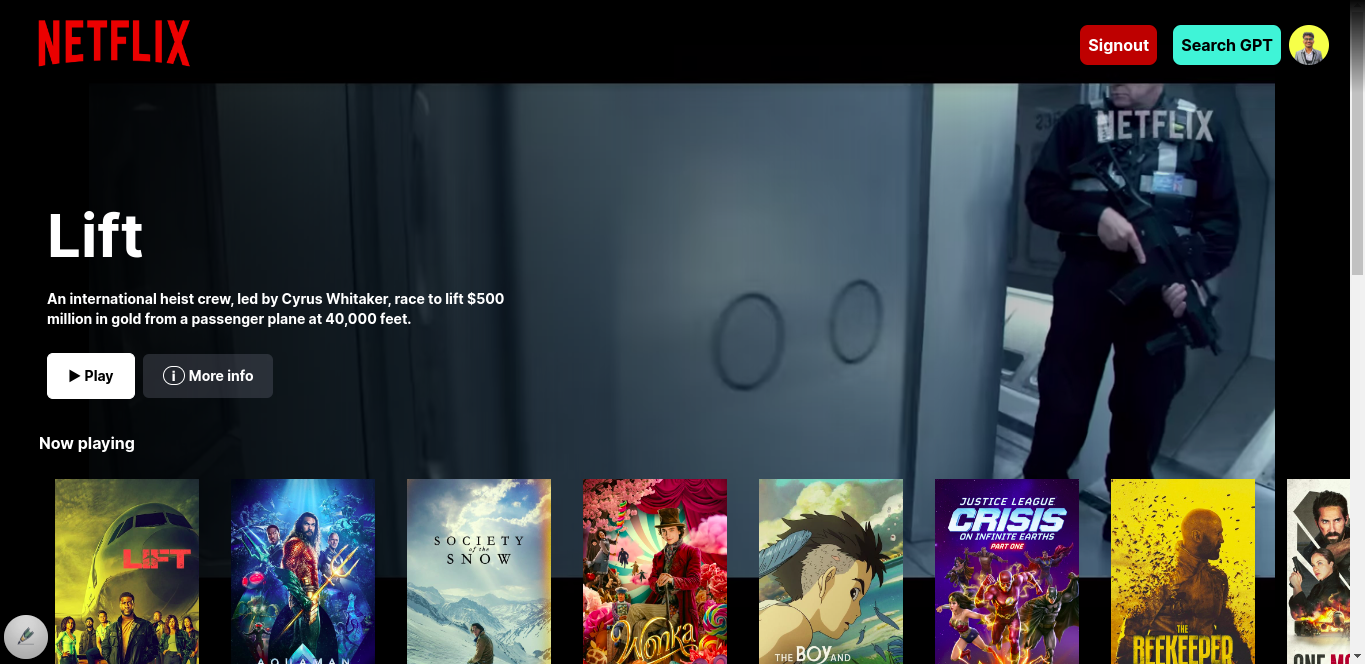 NETFLIX
Signout
Search GPT
NETFLIX
Lift
An international heist crew, led by Cyrus Whitaker, race to lift $500
million in gold from a passenger plane at 40,000 feet.
Play
More info
Now playing
LIFT
AQUAMAN
SOCIETY
of the
SNOW
Wonka
THE BOY AND
JUSTICE LEAGUE
CRISIS
ON INFINITE EARTHS
PART ONE
THE
BEEKEEPER